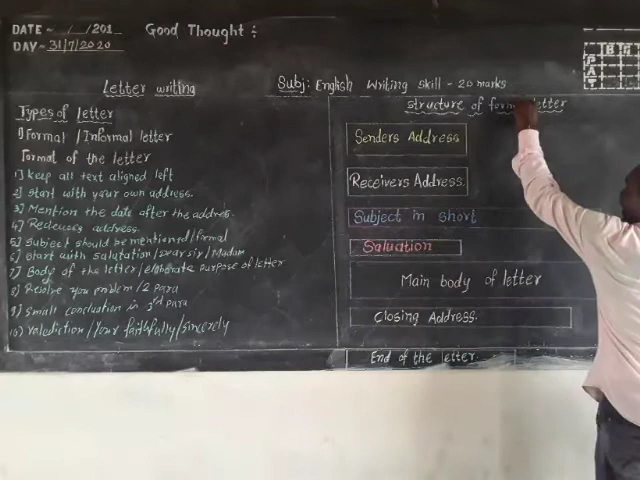 DATE ~ / /201
Good Thought ÷
DAY ~ 31/7/2020
B G
P
A
T
Letter writing
Subj: English Writing skill - 20 marks
Types of letter
1) Formal / Informal letter
Format of the letter
1] Keep all text aligned left
2] Start with your own address.
3] Mention the date after the address.
4] address.
5] Subject should be mentioned / formal
6] Start with salutation / Dear sir / Madam
7] Body of the letter / elaborate purpose of letter
8] Resolve you problem / 2 para
9] Small conclustion in 3rd para
10] Valediction / Your faithfully / sincerely
Structure of formal letter
Senders Address
Receivers Address.
Subject in short
Saluation
Main body of letter
Closing Address.
End of the letter.